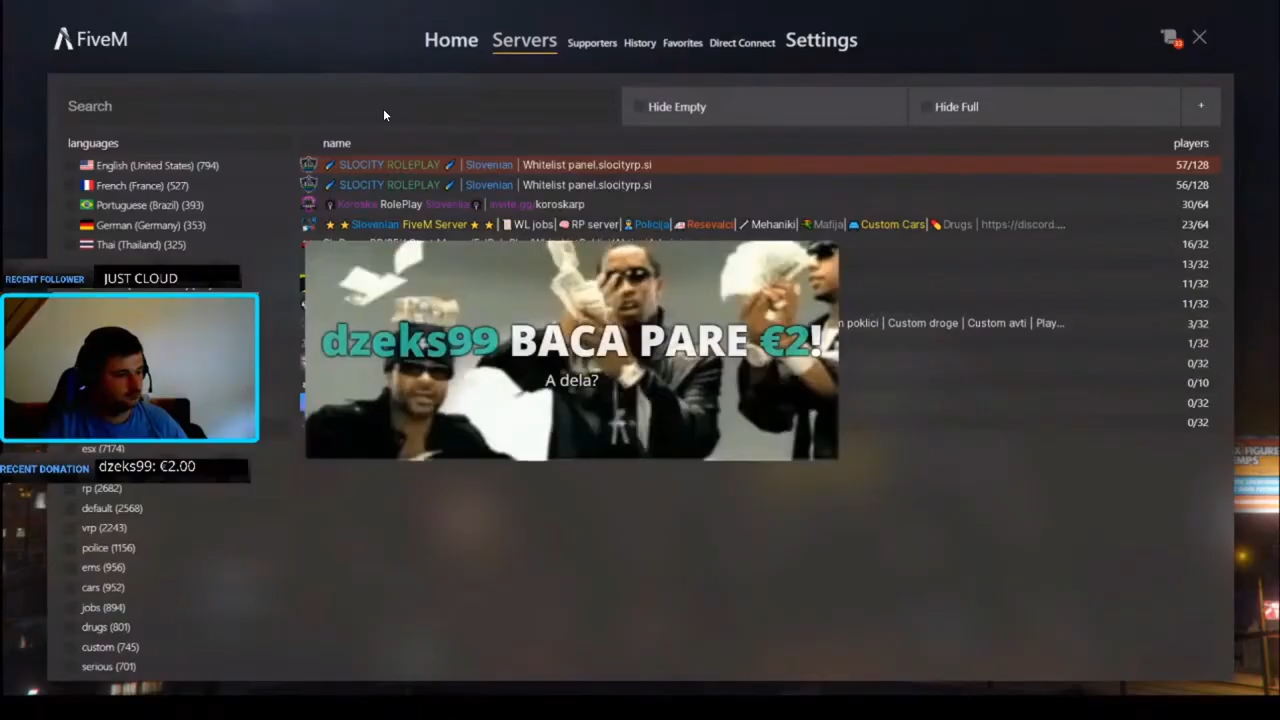 FiveM
Home Servers Supporters History Favorites Direct Connect Settings
33
Search
Hide Empty
Hide Full
+
languages
name
players
English (United States) (794)
French (France) (527)
Portuguese (Brazil) (393)
German (Germany) (353)
Thai (Thailand) (325)
SLOCITY ROLEPLAY | Slovenian | Whitelist panel.slocityrp.si 57/128
SLOCITY ROLEPLAY | Slovenian | Whitelist panel.slocityrp.si 56/128
Koroska RolePlay Slovenija | invite.gg/koroskarp 30/64
Slovenian FiveM Server | WL jobs| RP server| Policija| Resevalci| Mehaniki| Mafija| Custom Cars| Drugs | https://discord.... 23/64
16/32
13/32
11/32
11/32
m poklici | Custom droge | Custom avti | Play... 3/32
1/32
0/32
0/10
0/32
0/32
RECENT FOLLOWER JUST CLOUD
dzeks99 BACA PARE €2!
A dela?
esx (7174)
RECENT DONATION dzeks99: €2.00
rp (2682)
default (2568)
vrp (2243)
police (1156)
ems (956)
cars (952)
jobs (894)
drugs (801)
custom (745)
serious (701)